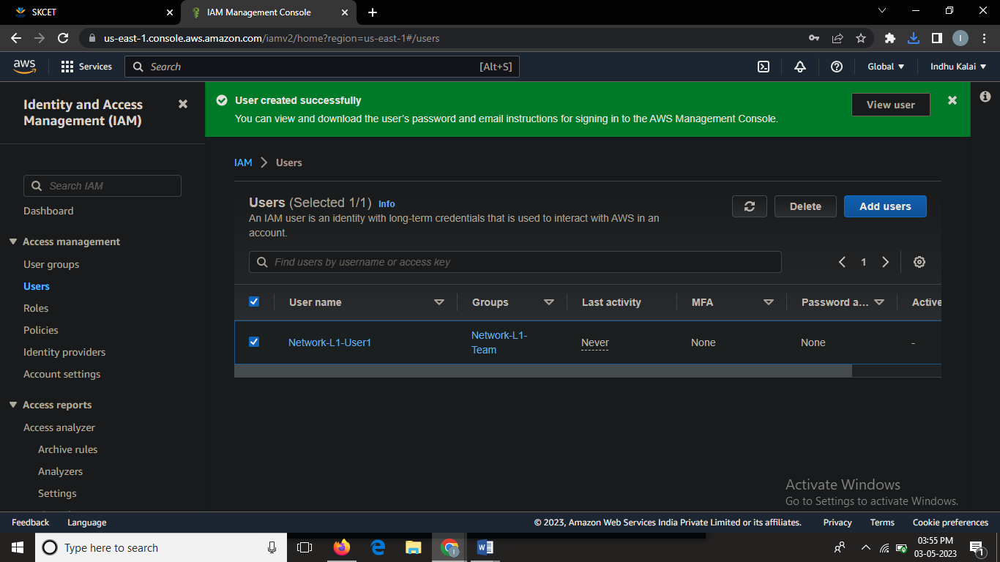 SKCET
IAM Management Console
us-east-1.console.aws.amazon.com/iamv2/home?region=us-east-1#/users
I
aws
Services
Search
[Alt+S]
Global
Indhu Kalai
Identity and Access
Management (IAM)
User created successfully
You can view and download the user's password and email instructions for signing in to the AWS Management Console.
View user
Search IAM
Dashboard
Access management
User groups
Users
Roles
Policies
Identity providers
Account settings
Access reports
Access analyzer
Archive rules
Analyzers
Settings
IAM > Users
Users (Selected 1/1) Info
An IAM user is an identity with long-term credentials that is used to interact with AWS in an
account.
Delete
Add users
Find users by username or access key
1
User name
Groups
Last activity
MFA
Password a...
Active
Network-L1-User1
Network-L1-
Team
Never
None
None
-
Activate Windows
Go to Settings to activate Windows.
Feedback
Language
© 2023, Amazon Web Services India Private Limited or its affiliates.
Privacy
Terms
Cookie preferences
Type here to search
03:55 PM
03-05-2023
1